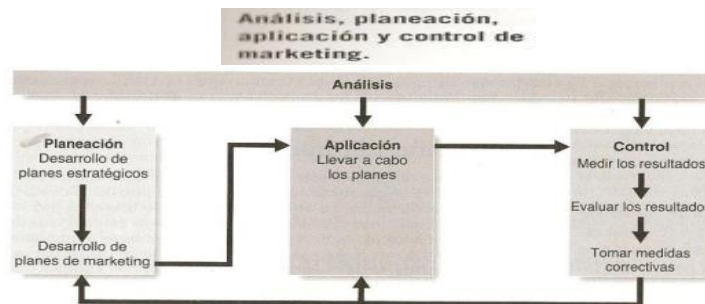 Análisis, planeación,
aplicación y control de
marketing.
Análisis
Planeación
Desarrollo de
planes estratégicos
Desarrollo de
planes de marketing
Aplicación
Llevar a cabo
los planes
Control
Medir los resultados
Evaluar los resultados
Tomar medidas
correctivas